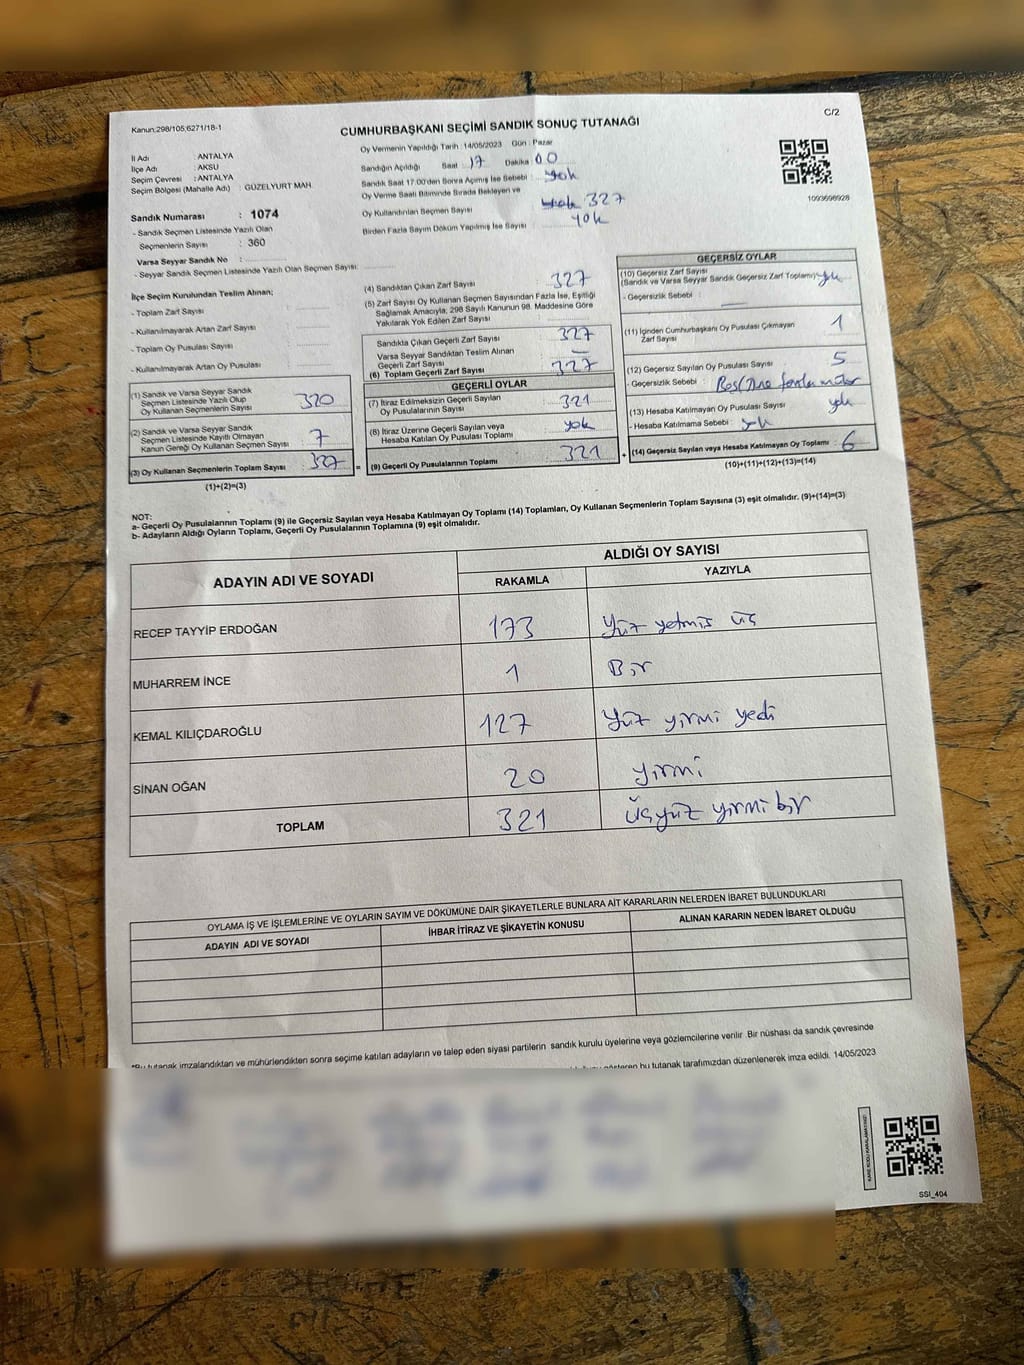 Kanun:298/105;6271/18-1
C/2
CUMHURBAŞKANI SEÇİMİ SANDIK SONUÇ TUTANAĞI
İl Adı : ANTALYA
İlçe Adı : AKSU
Seçim Çevresi : ANTALYA
Seçim Bölgesi (Mahalle Adı) : GÜZELYURT MAH.
Sandık Numarası : 1074
- Sandık Seçmen Listesinde Yazılı Olan
Seçmenlerin Sayısı : 360
Varsa Seyyar Sandık No :
- Seyyar Sandık Seçmen Listesinde Yazılı Olan Seçmen Sayısı:
Oy Vermenin Yapıldığı Tarih : 14/05/2023 Gün : Pazar
Sandığın Açıldığı Saat : 17 Dakika : 00
Sandık Saat 17:00'den Sonra Açılmış İse Sebebi : yok
Oy Verme Saati Bitiminde Sırada Bekleyen ve
Oy Kullandırılan Seçmen Sayısı 327
Birden Fazla Sayım Döküm Yapılmış İse Sayısı : yok
1093698928
İlçe Seçim Kurulundan Teslim Alınan;
- Toplam Zarf Sayısı :
- Kullanılmayarak Artan Zarf Sayısı :
- Toplam Oy Pusulası Sayısı :
- Kullanılmayarak Artan Oy Pusulası :
(1) Sandık ve Varsa Seyyar Sandık
Seçmen Listesinde Yazılı Olup
Oy Kullanan Seçmenlerin Sayısı : 320
(2) Sandık ve Varsa Seyyar Sandık
Seçmen Listesinde Kayıtlı Olmayan
Kanun Gereği Oy Kullanan Seçmen Sayısı : 7
(3) Oy Kullanan Seçmenlerin Toplam Sayısı : 327
(1)+(2)=(3)
(4) Sandıktan Çıkan Zarf Sayısı : 327
(5) Zarf Sayısı Oy Kullanan Seçmen Sayısından Fazla İse, Eşitliği
Sağlamak Amacıyla, 298 Sayılı Kanunun 98. Maddesine Göre
Yakılarak Yok Edilen Zarf Sayısı :
Sandıkta Çıkan Geçerli Zarf Sayısı : 327
Varsa Seyyar Sandıktan Teslim Alınan
Geçerli Zarf Sayısı : —
(6) Toplam Geçerli Zarf Sayısı : 327
GEÇERLİ OYLAR
(7) İtiraz Edilmeksizin Geçerli Sayılan
Oy Pusulalarının Sayısı : 321
(8) İtiraz Üzerine Geçerli Sayılan veya
Hesaba Katılan Oy Pusulası Toplamı : yok
(9) Geçerli Oy Pusulalarının Toplamı : 321
GEÇERSİZ OYLAR
(10) Geçersiz Zarf Sayısı
(Sandık ve Varsa Seyyar Sandık Geçersiz Zarf Toplamı) : yok
- Geçersizlik Sebebi : —
(11) İçinden Cumhurbaşkanı Oy Pusulası Çıkmayan
Zarf Sayısı : 1
(12) Geçersiz Sayılan Oy Pusulası Sayısı : 5
- Geçersizlik Sebebi :
(13) Hesaba Katılmayan Oy Pusulası Sayısı : yok
- Hesaba Katılmama Sebebi : yok
(14) Geçersiz Sayılan veya Hesaba Katılmayan Oy Toplamı : 6
(10)+(11)+(12)+(13)=(14)
NOT:
a- Geçerli Oy Pusulalarının Toplamı (9) ile Geçersiz Sayılan veya Hesaba Katılmayan Oy Toplamı (14) Toplamları, Oy Kullanan Seçmenlerin Toplam Sayısına (3) eşit olmalıdır. (9)+(14)=(3)
b- Adayların Aldığı Oyların Toplamı, Geçerli Oy Pusulalarının Toplamına (9) eşit olmalıdır.
ADAYIN ADI VE SOYADI
ALDIĞI OY SAYISI
RAKAMLA YAZIYLA
RECEP TAYYİP ERDOĞAN 173 Yüz yetmiş üç
MUHARREM İNCE 1 Bir
KEMAL KILIÇDAROĞLU 127 Yüz yirmi yedi
SİNAN OĞAN 20 Yirmi
TOPLAM 321 Üçyüz yirmi bir
OYLAMA İŞ VE İŞLEMLERİNE VE OYLARIN SAYIM VE DÖKÜMÜNE DAİR ŞİKAYETLERLE BUNLARA AİT KARARLARIN NELERDEN İBARET BULUNDUKLARI
ADAYIN ADI VE SOYADI İHBAR İTİRAZ VE ŞİKAYETİN KONUSU ALINAN KARARIN NEDEN İBARET OLDUĞU
*Bu tutanak imzalandıktan ve mühürlendikten sonra seçime katılan adayların ve talep eden siyasi partilerin sandık kurulu üyelerine veya gözlemcilerine verilir. Bir nüshası da sandık çevresinde
gösteren bu tutanak tarafımızdan düzenlenerek imza edildi. 14/05/2023
SSI_404